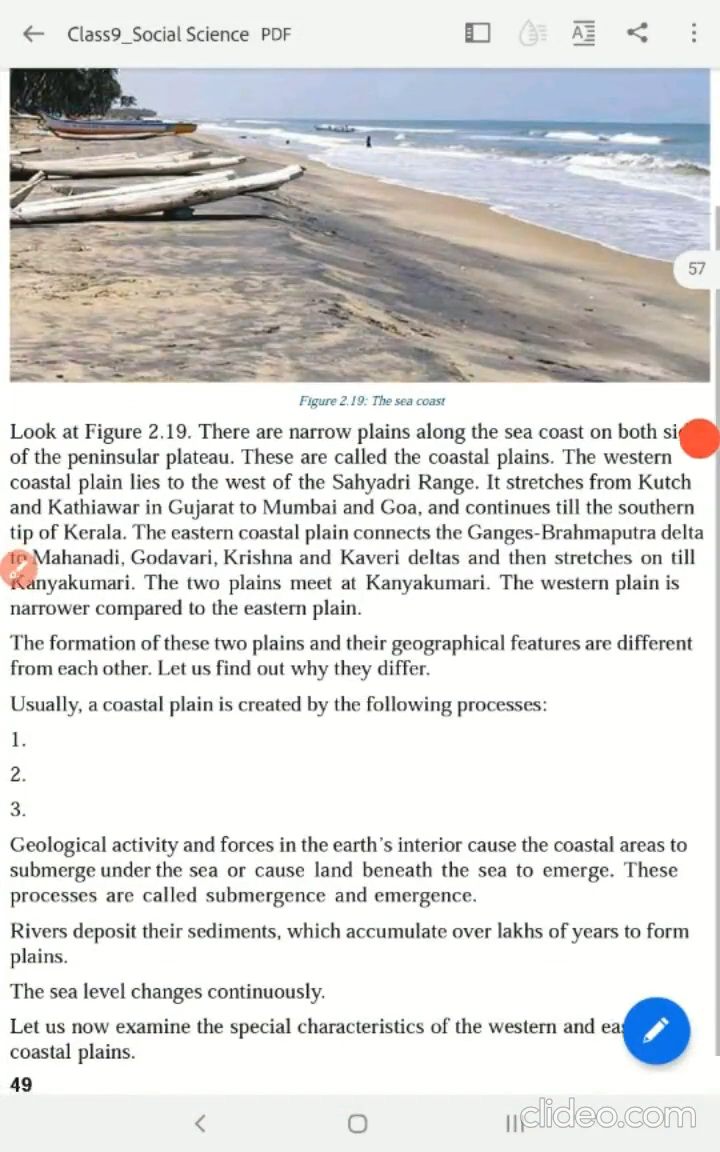 Class9_Social Science PDF
57
Figure 2.19: The sea coast
Look at Figure 2.19. There are narrow plains along the sea coast on both
of the peninsular plateau. These are called the coastal plains. The western
coastal plain lies to the west of the Sahyadri Range. It stretches from Kutch
and Kathiawar in Gujarat to Mumbai and Goa, and continues till the southern
tip of Kerala. The eastern coastal plain connects the Ganges-Brahmaputra delta
to Mahanadi, Godavari, Krishna and Kaveri deltas and then stretches on till
Kanyakumari. The two plains meet at Kanyakumari. The western plain is
narrower compared to the eastern plain.
The formation of these two plains and their geographical features are different
from each other. Let us find out why they differ.
Usually, a coastal plain is created by the following processes:
1.
2.
3.
Geological activity and forces in the earth's interior cause the coastal areas to
submerge under the sea or cause land beneath the sea to emerge. These
processes are called submergence and emergence.
Rivers deposit their sediments, which accumulate over lakhs of years to form
plains.
The sea level changes continuously.
Let us now examine the special characteristics of the western and
coastal plains.
49
clideo.com